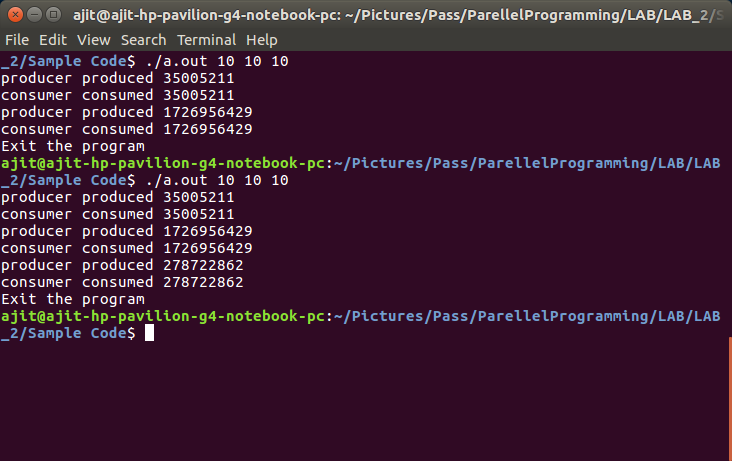 ajit@ajit-hp-pavilion-g4-notebook-pc: ~/Pictures/Pass/ParellelProgramming/LAB/LAB_2/S
File Edit View Search Terminal Help
_2/Sample Code$ ./a.out 10 10 10
producer produced 35005211
consumer consumed 35005211
producer produced 1726956429
consumer consumed 1726956429
Exit the program
ajit@ajit-hp-pavilion-g4-notebook-pc:~/Pictures/Pass/ParellelProgramming/LAB/LAB
_2/Sample Code$ ./a.out 10 10 10
producer produced 35005211
consumer consumed 35005211
producer produced 1726956429
consumer consumed 1726956429
producer produced 278722862
consumer consumed 278722862
Exit the program
ajit@ajit-hp-pavilion-g4-notebook-pc:~/Pictures/Pass/ParellelProgramming/LAB/LAB
_2/Sample Code$